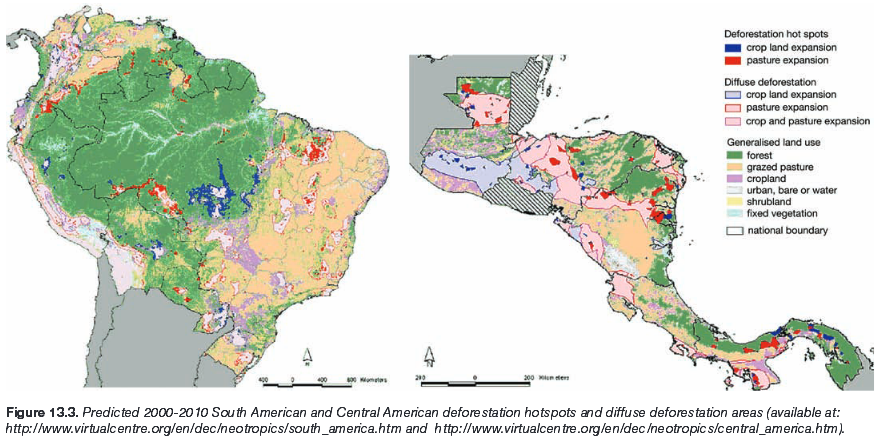 Deforestation hot spots
crop land expansion
pasture expansion
Diffuse deforestation
crop land expansion
pasture expansion
crop and pasture expansion
Generalised land use
forest
grazed pasture
cropland
urban, bare or water
shrubland
fixed vegetation
national boundary
N
400 0 400 Kilometers
N
200 0 200 Kilometers
Figure 13.3. Predicted 2000-2010 South American and Central American deforestation hotspots and diffuse deforestation areas (available at:
http://www.virtualcentre.org/en/dec/neotropics/south_america.htm and http://www.virtualcentre.org/en/dec/neotropics/central_america.htm).